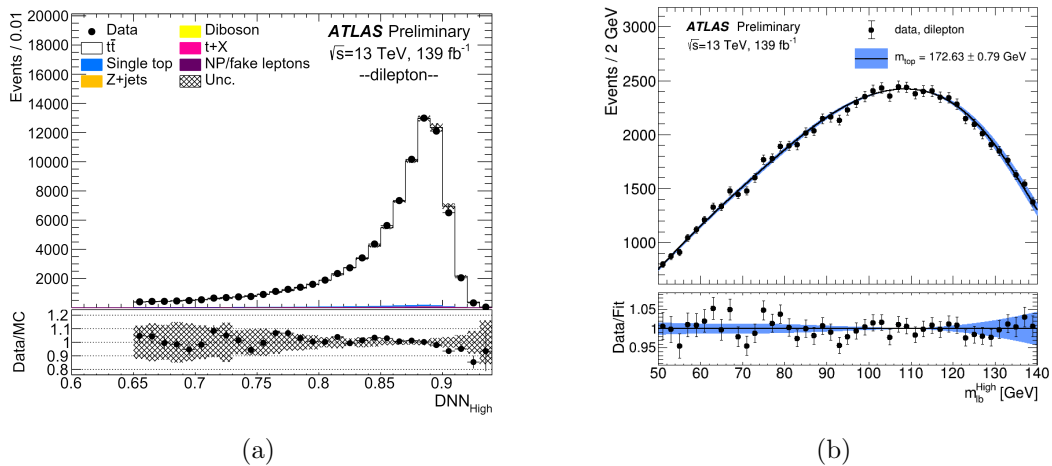 Events / 0.01
20000
18000
16000
14000
12000
10000
8000
6000
4000
2000
Data
tt̄
Single top
Z+jets
Diboson
t+X
NP/fake leptons
Unc.
ATLAS Preliminary
√s=13 TeV, 139 fb⁻¹
--dilepton--
Data/MC
1.2
1.1
1
0.9
0.8
0.6 0.65 0.7 0.75 0.8 0.85 0.9
DNN_High
(a)
Events / 2 GeV
3000
2500
2000
1500
1000
ATLAS Preliminary
√s=13 TeV, 139 fb⁻¹
data, dilepton
m_top = 172.63 ± 0.79 GeV
Data/Fit
1.05
1
0.95
50 60 70 80 90 100 110 120 130 140
m_lb^High [GeV]
(b)